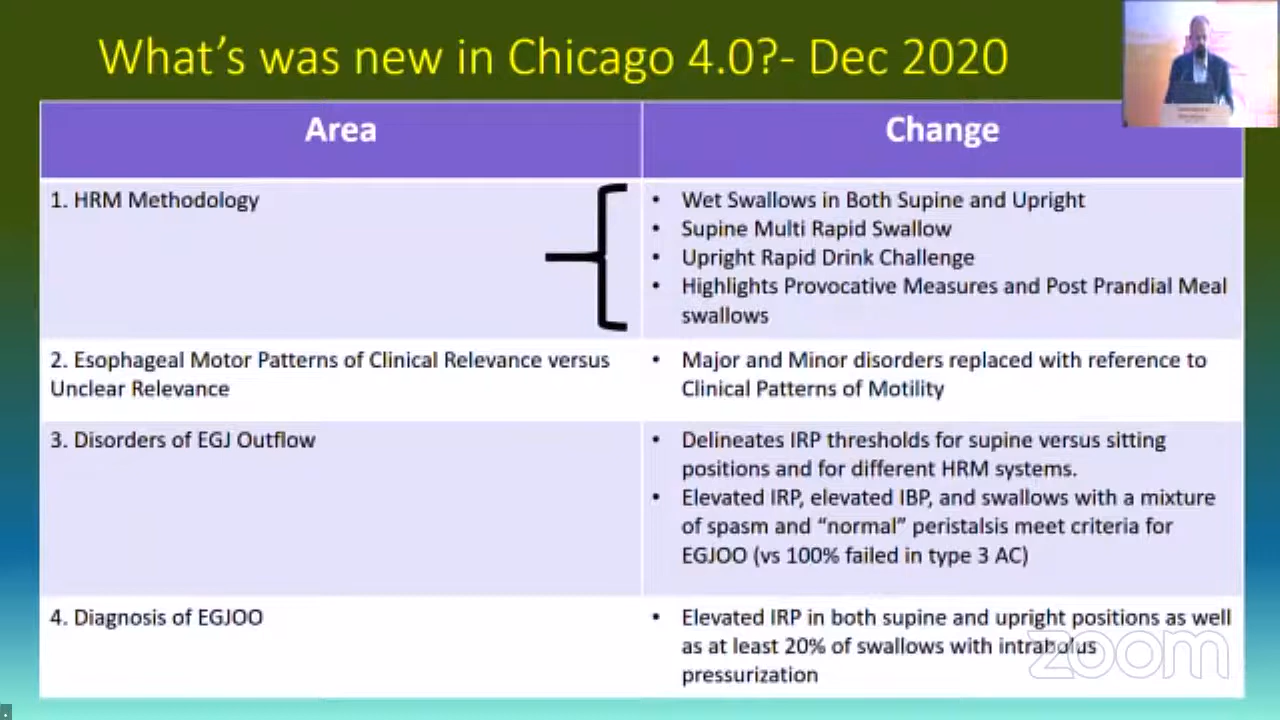 What's was new in Chicago 4.0?- Dec 2020
Area
Change
1. HRM Methodology
• Wet Swallows in Both Supine and Upright
• Supine Multi Rapid Swallow
• Upright Rapid Drink Challenge
• Highlights Provocative Measures and Post Prandial Meal
swallows
2. Esophageal Motor Patterns of Clinical Relevance versus
Unclear Relevance
• Major and Minor disorders replaced with reference to
Clinical Patterns of Motility
3. Disorders of EGJ Outflow
• Delineates IRP thresholds for supine versus sitting
positions and for different HRM systems.
• Elevated IRP, elevated IBP, and swallows with a mixture
of spasm and “normal” peristalsis meet criteria for
EGJOO (vs 100% failed in type 3 AC)
4. Diagnosis of EGJOO
• Elevated IRP in both supine and upright positions as well
as at least 20% of swallows with intrabolus
pressurization
zoom